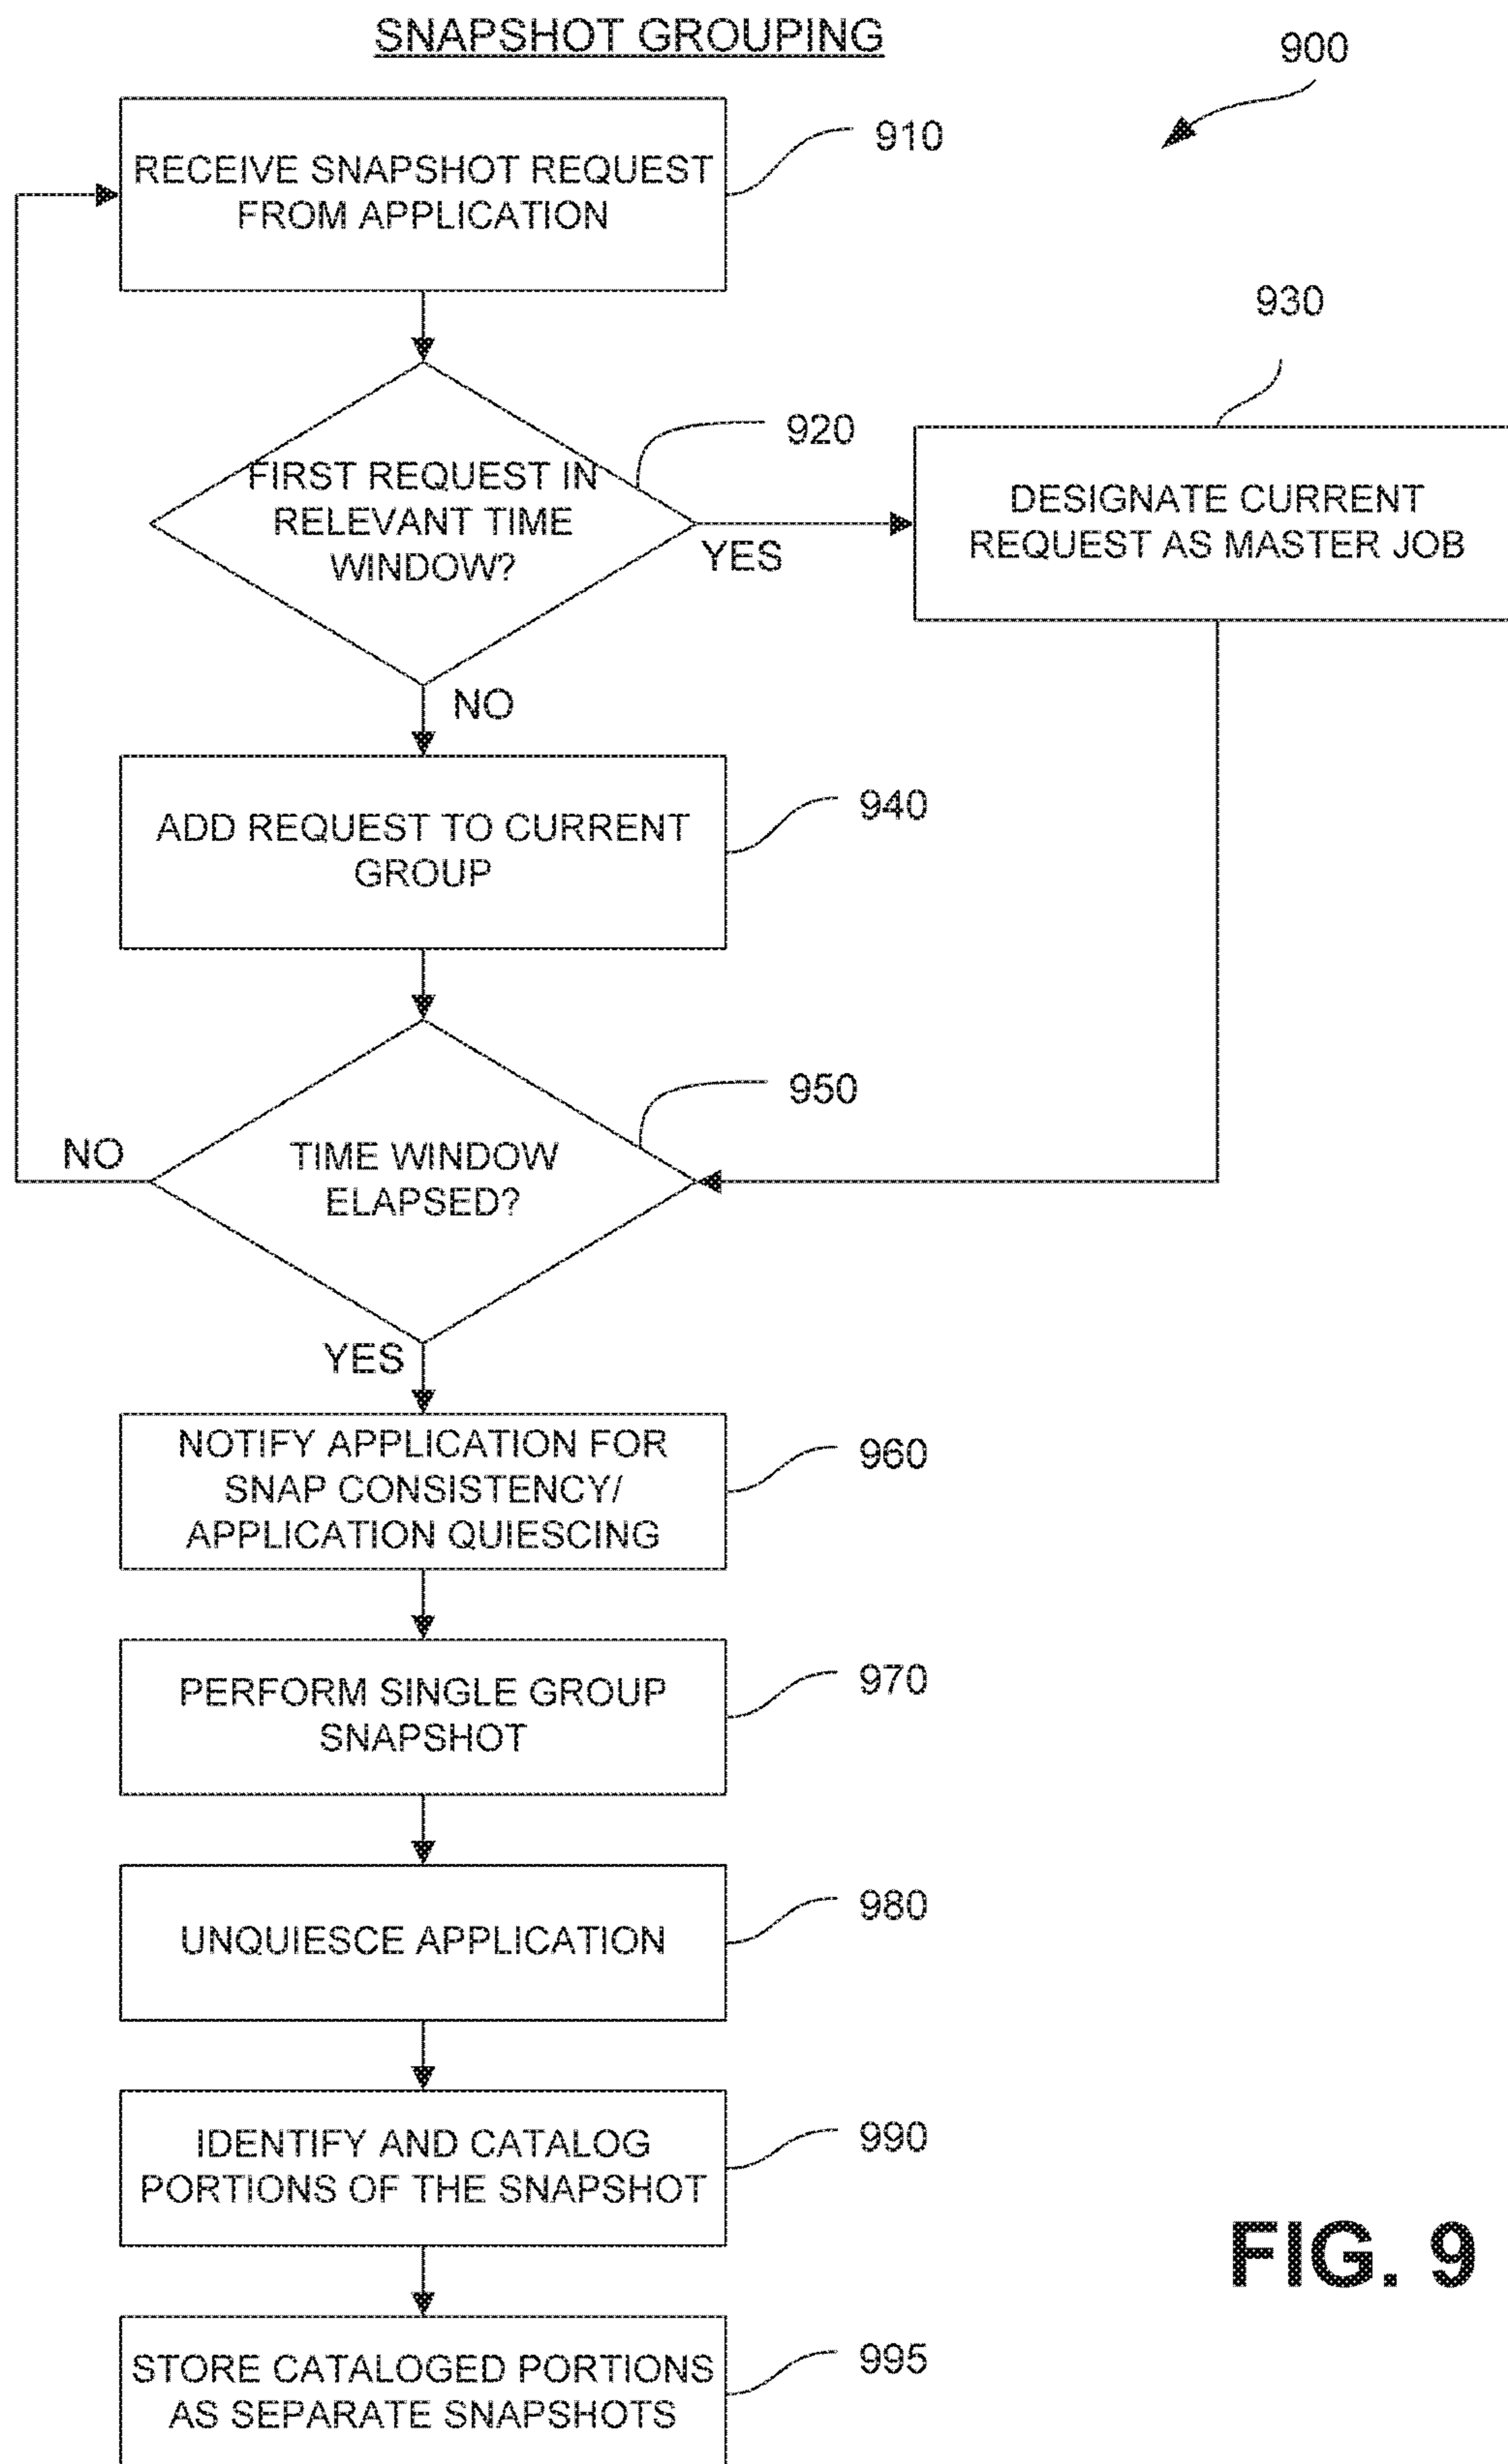 SNAPSHOT GROUPING
900
RECEIVE SNAPSHOT REQUEST
FROM APPLICATION
910
FIRST REQUEST IN
RELEVANT TIME
WINDOW?
920
YES
930
DESIGNATE CURRENT
REQUEST AS MASTER JOB
NO
ADD REQUEST TO CURRENT
GROUP
940
TIME WINDOW
ELAPSED?
950
NO
YES
NOTIFY APPLICATION FOR
SNAP CONSISTENCY/
APPLICATION QUIESCING
960
PERFORM SINGLE GROUP
SNAPSHOT
970
UNQUIESCE APPLICATION
980
IDENTIFY AND CATALOG
PORTIONS OF THE SNAPSHOT
990
STORE CATALOGED PORTIONS
AS SEPARATE SNAPSHOTS
995
FIG. 9